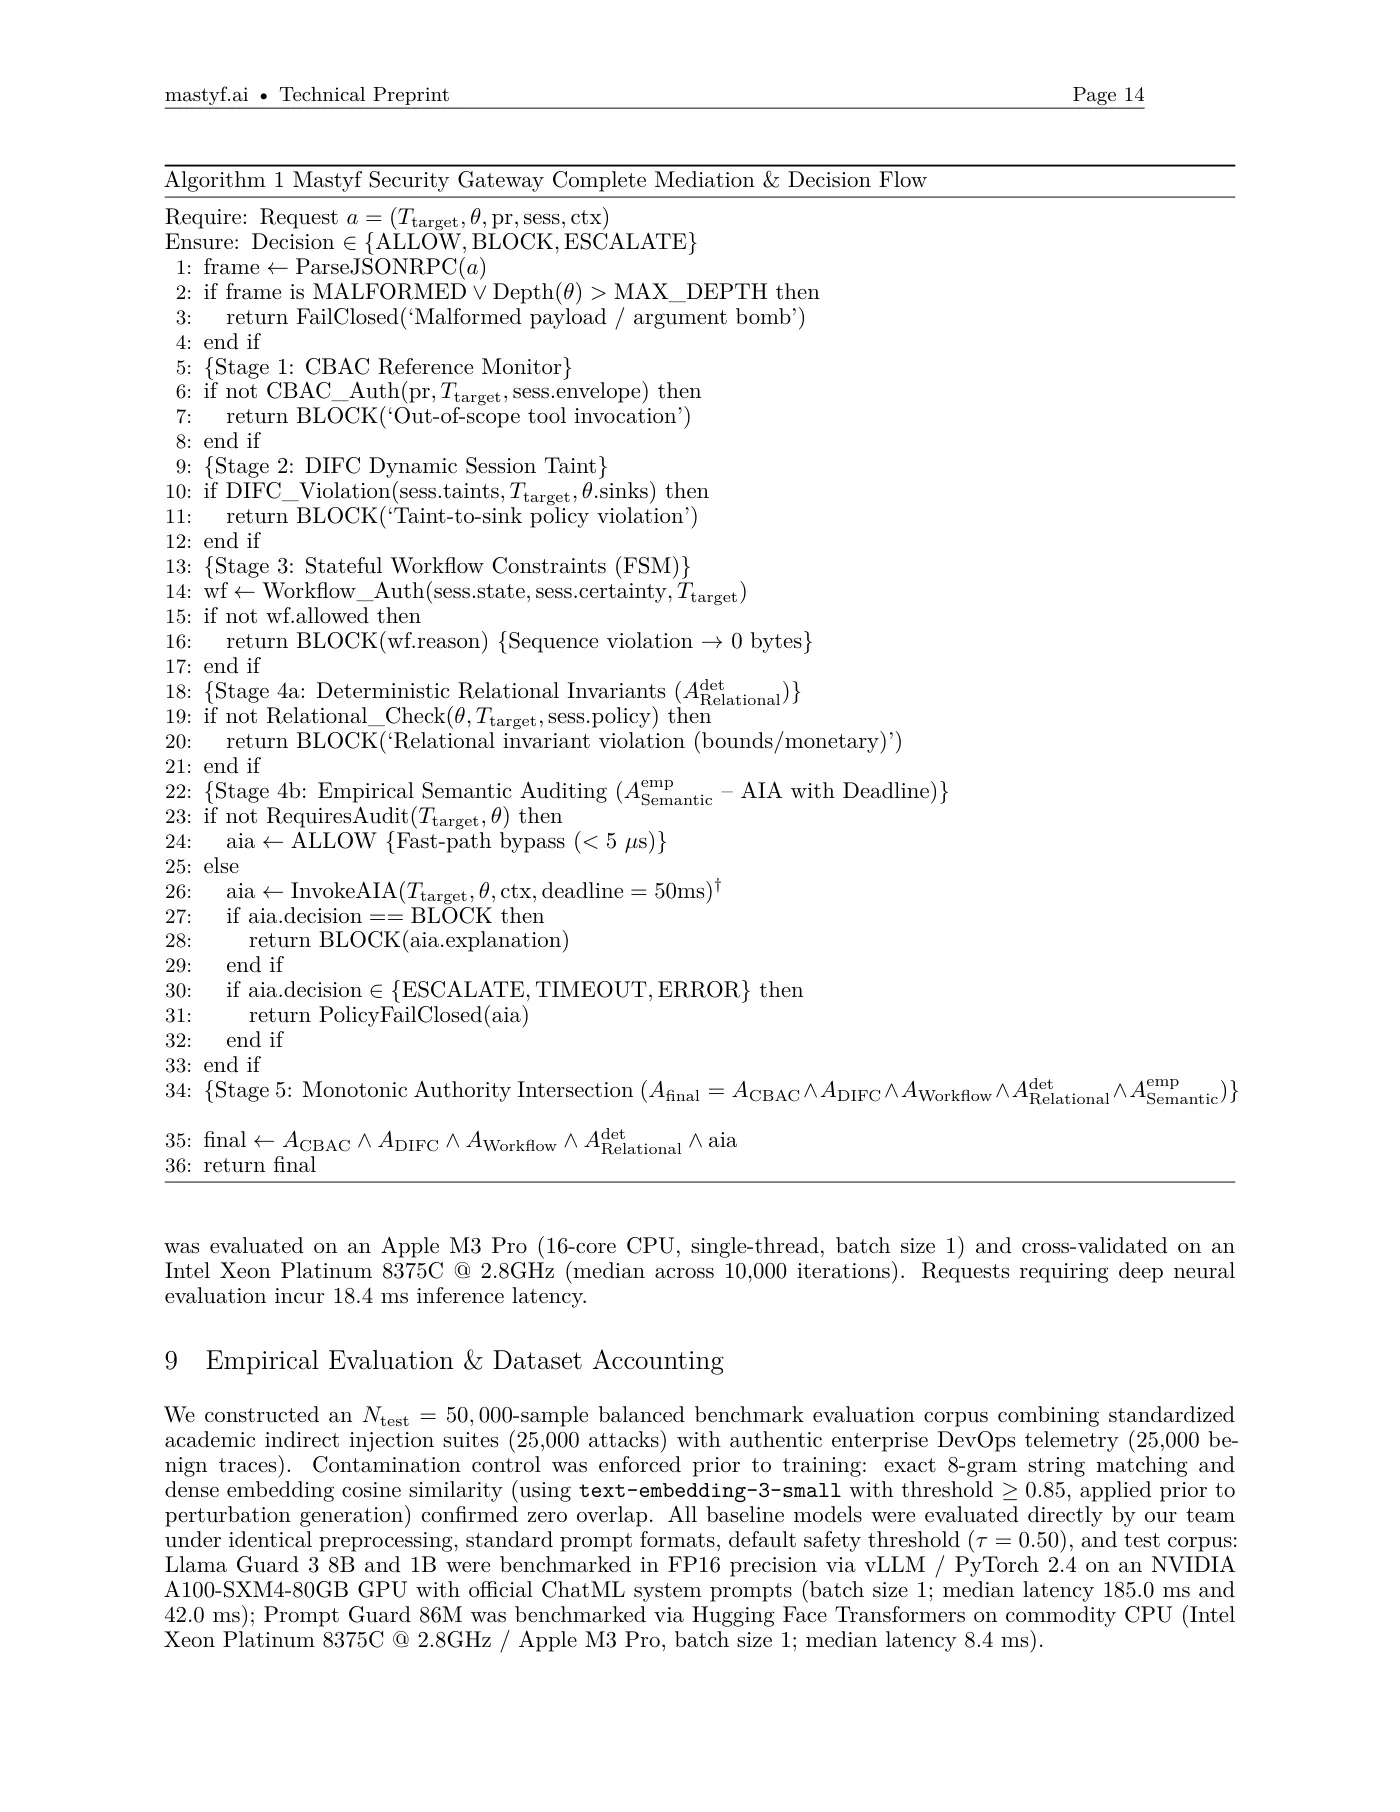 mastyf.ai • Technical Preprint Page 14
Algorithm 1 Mastyf Security Gateway Complete Mediation & Decision Flow
Require: Request a = (T_target, θ, pr, sess, ctx)
Ensure: Decision ∈ {ALLOW, BLOCK, ESCALATE}
1: frame ← ParseJSONRPC(a)
2: if frame is MALFORMED ∨ Depth(θ) > MAX_DEPTH then
3: return FailClosed(‘Malformed payload / argument bomb’)
4: end if
5: {Stage 1: CBAC Reference Monitor}
6: if not CBAC_Auth(pr, T_target, sess.envelope) then
7: return BLOCK(‘Out-of-scope tool invocation’)
8: end if
9: {Stage 2: DIFC Dynamic Session Taint}
10: if DIFC_Violation(sess.taints, T_target, θ.sinks) then
11: return BLOCK(‘Taint-to-sink policy violation’)
12: end if
13: {Stage 3: Stateful Workflow Constraints (FSM)}
14: wf ← Workflow_Auth(sess.state, sess.certainty, T_target)
15: if not wf.allowed then
16: return BLOCK(wf.reason) {Sequence violation → 0 bytes}
17: end if
18: {Stage 4a: Deterministic Relational Invariants (A^det_Relational)}
19: if not Relational_Check(θ, T_target, sess.policy) then
20: return BLOCK(‘Relational invariant violation (bounds/monetary)’)
21: end if
22: {Stage 4b: Empirical Semantic Auditing (A^emp_Semantic – AIA with Deadline)}
23: if not RequiresAudit(T_target, θ) then
24: aia ← ALLOW {Fast-path bypass (< 5 μs)}
25: else
26: aia ← InvokeAIA(T_target, θ, ctx, deadline = 50ms)†
27: if aia.decision == BLOCK then
28: return BLOCK(aia.explanation)
29: end if
30: if aia.decision ∈ {ESCALATE, TIMEOUT, ERROR} then
31: return PolicyFailClosed(aia)
32: end if
33: end if
34: {Stage 5: Monotonic Authority Intersection (A_final = A_CBAC ∧ A_DIFC ∧ A_Workflow ∧ A^det_Relational ∧ A^emp_Semantic)}
35: final ← A_CBAC ∧ A_DIFC ∧ A_Workflow ∧ A^det_Relational ∧ aia
36: return final
was evaluated on an Apple M3 Pro (16-core CPU, single-thread, batch size 1) and cross-validated on an
Intel Xeon Platinum 8375C @ 2.8GHz (median across 10,000 iterations). Requests requiring deep neural
evaluation incur 18.4 ms inference latency.
9 Empirical Evaluation & Dataset Accounting
We constructed an N_test = 50, 000-sample balanced benchmark evaluation corpus combining standardized
academic indirect injection suites (25,000 attacks) with authentic enterprise DevOps telemetry (25,000 be-
nign traces). Contamination control was enforced prior to training: exact 8-gram string matching and
dense embedding cosine similarity (using text-embedding-3-small with threshold ≥ 0.85, applied prior to
perturbation generation) confirmed zero overlap. All baseline models were evaluated directly by our team
under identical preprocessing, standard prompt formats, default safety threshold (τ = 0.50), and test corpus:
Llama Guard 3 8B and 1B were benchmarked in FP16 precision via vLLM / PyTorch 2.4 on an NVIDIA
A100-SXM4-80GB GPU with official ChatML system prompts (batch size 1; median latency 185.0 ms and
42.0 ms); Prompt Guard 86M was benchmarked via Hugging Face Transformers on commodity CPU (Intel
Xeon Platinum 8375C @ 2.8GHz / Apple M3 Pro, batch size 1; median latency 8.4 ms).